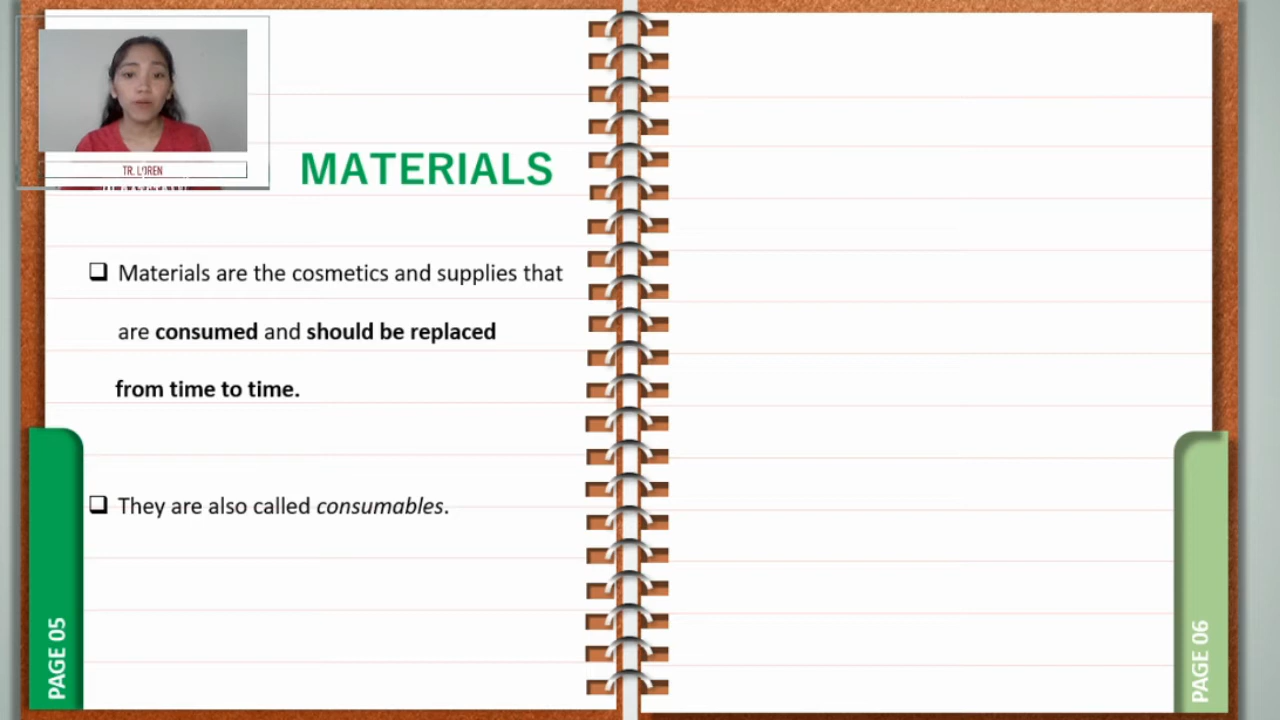 TR. LOREN
MATERIALS
❑ Materials are the cosmetics and supplies that
are consumed and should be replaced
from time to time.
❑ They are also called consumables.
PAGE 05
PAGE 06